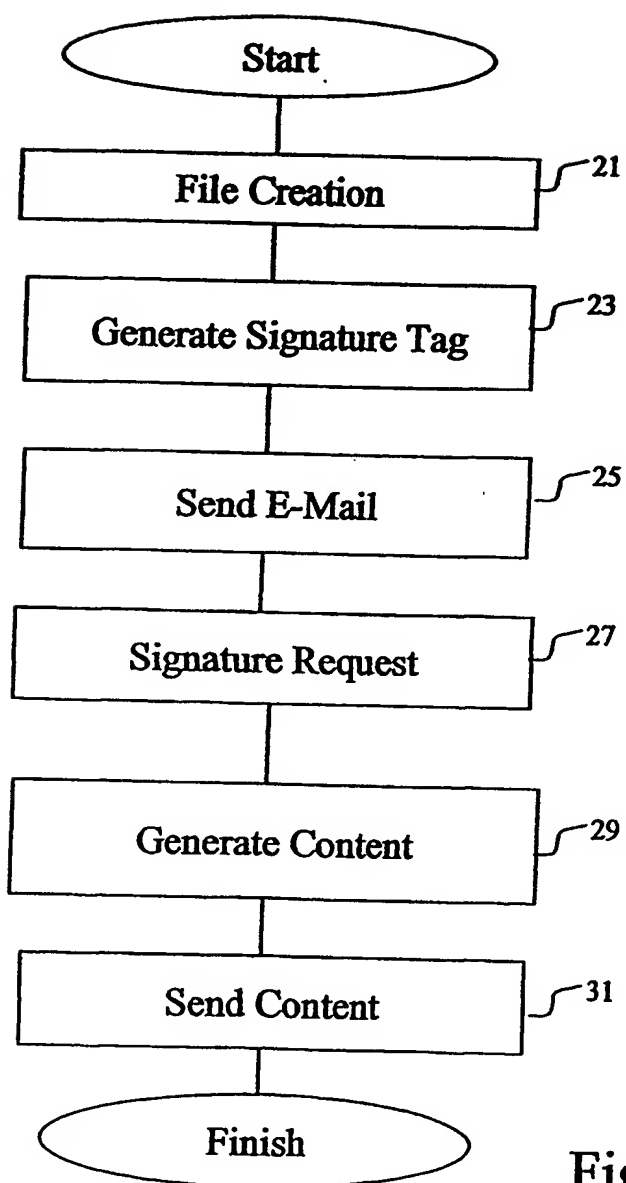 Start
File Creation
21
Generate Signature Tag
23
Send E-Mail
25
Signature Request
27
Generate Content
29
Send Content
31
Finish